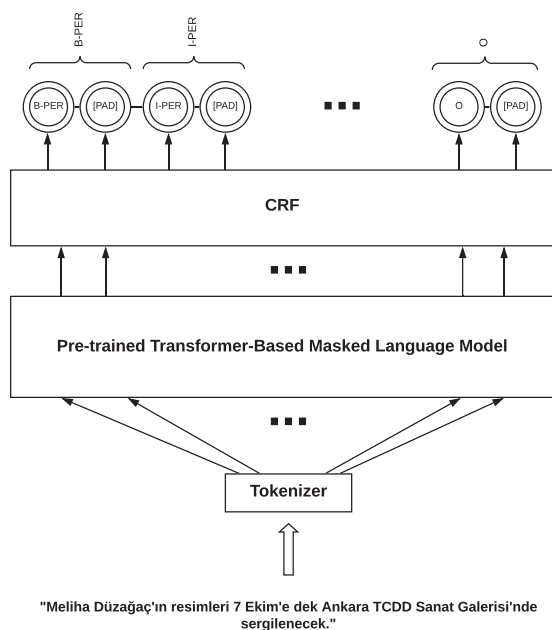 B-PER
I-PER
O
B-PER
[PAD]
I-PER
[PAD]
O
[PAD]
CRF
Pre-trained Transformer-Based Masked Language Model
Tokenizer
"Meliha Düzağaç'ın resimleri 7 Ekim'e dek Ankara TCDD Sanat Galerisi'nde
sergilenecek."